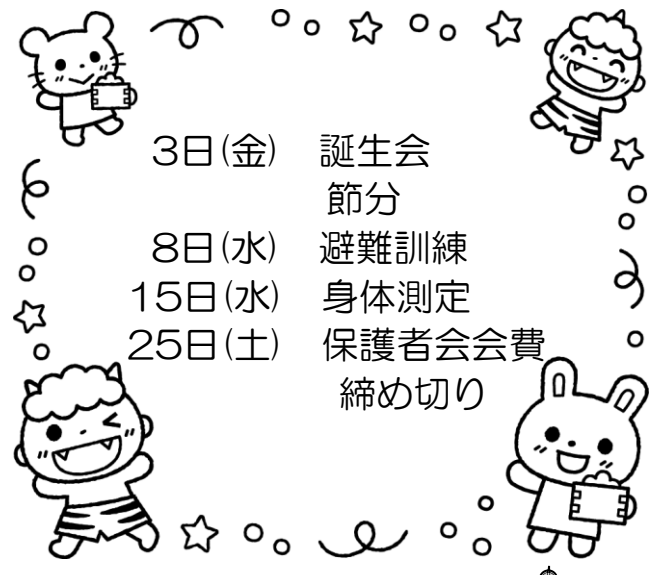 3日(金) 誕生会
節分
8日(水) 避難訓練
15日(水) 身体測定
25日(土) 保護者会会費
締め切り